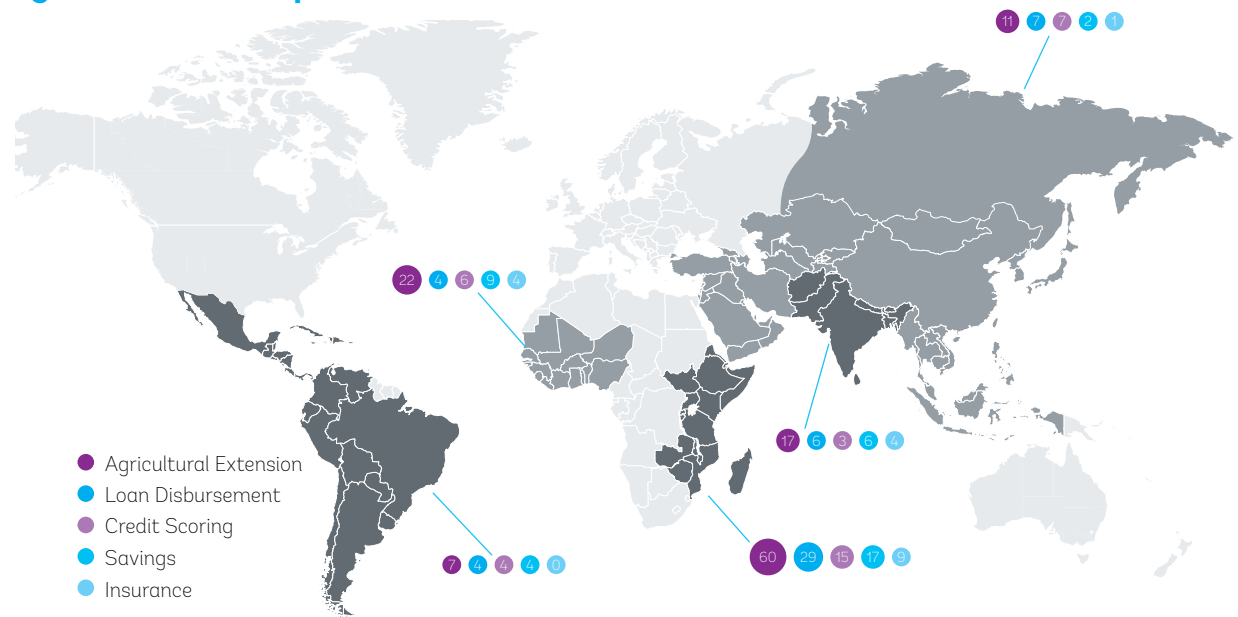 11 7 7 2 1
22 4 6 9 4
17 6 3 6 4
Agricultural Extension
Loan Disbursement
Credit Scoring
Savings
Insurance
60 29 15 17 9
7 4 4 4 0